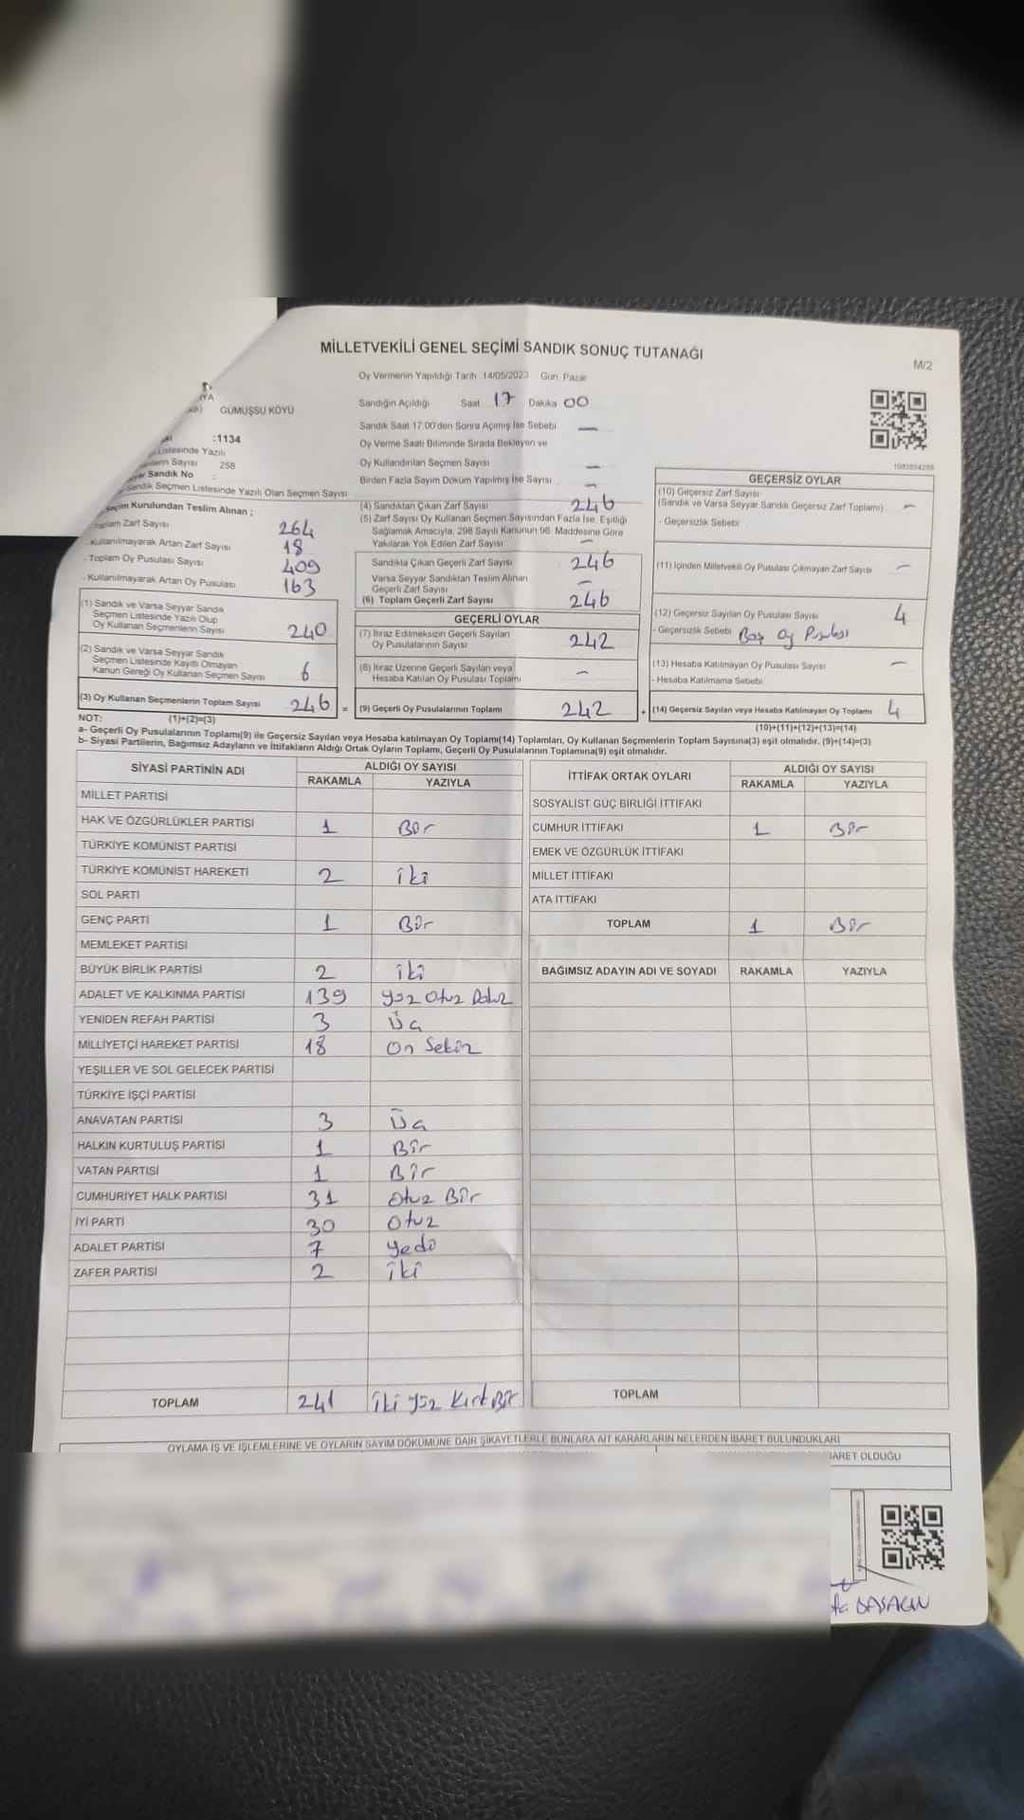 MİLLETVEKİLİ GENEL SEÇİMİ SANDIK SONUÇ TUTANAĞI
M/2
Oy Vermenin Yapıldığı Tarih 14/05/2023 Gün Pazar
Sandığın Açıldığı Saat 17 Dakika 00
GÜMÜŞSU KÖYÜ
Sandık Saat 17:00'den Sonra Açımış İse Sebebi —
:1134
Oy Verme Saati Bitiminde Sırada Bekleyen ve
Listesinde Yazılı
Oy Kullandırılan Seçmen Sayısı —
Sayısı 258
Birden Fazla Sayım Döküm Yapılmış İse Sayısı —
Sandık No
Sandık Seçmen Listesinde Yazılı Olan Seçmen Sayısı
Kurulundan Teslim Alınan :
Zarf Sayısı 264
Kullanılmayarak Artan Zarf Sayısı 18
- Toplam Oy Pusulası Sayısı 409
- Kullanılmayarak Artan Oy Pusulası 163
(1) Sandık ve Varsa Seyyar Sandık
Seçmen Listesinde Yazılı Olup
Oy Kullanan Seçmenlerin Sayısı 240
(2) Sandık ve Varsa Seyyar Sandık
Seçmen Listesinde Kayıtlı Olmayan
Kanun Gereği Oy Kullanan Seçmen Sayısı 6
(3) Oy Kullanan Seçmenlerin Toplam Sayısı 246 =
(4) Sandıktan Çıkan Zarf Sayısı 246
(5) Zarf Sayısı Oy Kullanan Seçmen Sayısından Fazla İse, Eşitliği
Sağlamak Amacıyla, 298 Sayılı Kanunun 98. Maddesine Göre
Yakılarak Yok Edilen Zarf Sayısı —
Sandıkta Çıkan Geçerli Zarf Sayısı 246
Varsa Seyyar Sandıktan Teslim Alınan
Geçerli Zarf Sayısı —
(6) Toplam Geçerli Zarf Sayısı 246
GEÇERLİ OYLAR
(7) İtiraz Edilmeksizin Geçerli Sayılan
Oy Pusulalarının Sayısı 242
(8) İtiraz Üzerine Geçerli Sayılan veya
Hesaba Katılan Oy Pusulası Toplamı —
(9) Geçerli Oy Pusulalarının Toplamı 242 +
GEÇERSİZ OYLAR
(10) Geçersiz Zarf Sayısı
(Sandık ve Varsa Seyyar Sandık Geçersiz Zarf Toplamı) —
- Geçersizlik Sebebi
(11) İçinden Milletvekili Oy Pusulası Çıkmayan Zarf Sayısı —
(12) Geçersiz Sayılan Oy Pusulası Sayısı 4
- Geçersizlik Sebebi Boş Oy Pusulası
(13) Hesaba Katılmayan Oy Pusulası Sayısı —
- Hesaba Katılmama Sebebi
(14) Geçersiz Sayılan veya Hesaba Katılmayan Oy Toplamı 4
NOT: (1)+(2)=(3) (10)+(11)+(12)+(13)=(14)
a- Geçerli Oy Pusulalarının Toplamı(9) ile Geçersiz Sayılan veya Hesaba katılmayan Oy Toplamı(14) Toplamları, Oy Kullanan Seçmenlerin Toplam Sayısına(3) eşit olmalıdır. (9)+(14)=(3)
b- Siyasi Partilerin, Bağımsız Adayların ve İttifakların Aldığı Ortak Oyların Toplamı, Geçerli Oy Pusulalarının Toplamına(9) eşit olmalıdır.
SİYASİ PARTİNİN ADI ALDIĞI OY SAYISI
RAKAMLA YAZIYLA
MİLLET PARTİSİ
HAK VE ÖZGÜRLÜKLER PARTİSİ 1 Bir
TÜRKİYE KOMÜNİST PARTİSİ
TÜRKİYE KOMÜNİST HAREKETİ 2 iki
SOL PARTİ
GENÇ PARTİ 1 Bir
MEMLEKET PARTİSİ
BÜYÜK BİRLİK PARTİSİ 2 iki
ADALET VE KALKINMA PARTİSİ 139 yüz Otuz Dokuz
YENİDEN REFAH PARTİSİ 3 Üç
MİLLİYETÇİ HAREKET PARTİSİ 18 On Sekiz
YEŞİLLER VE SOL GELECEK PARTİSİ
TÜRKİYE İŞÇİ PARTİSİ
ANAVATAN PARTİSİ 3 Üç
HALKIN KURTULUŞ PARTİSİ 1 Bir
VATAN PARTİSİ 1 Bir
CUMHURİYET HALK PARTİSİ 31 Otuz Bir
İYİ PARTİ 30 Otuz
ADALET PARTİSİ 7 Yedi
ZAFER PARTİSİ 2 iki
TOPLAM 241 iki yüz Kırk Bir
İTTİFAK ORTAK OYLARI ALDIĞI OY SAYISI
RAKAMLA YAZIYLA
SOSYALİST GÜÇ BİRLİĞİ İTTİFAKI
CUMHUR İTTİFAKI 1 Bir
EMEK VE ÖZGÜRLÜK İTTİFAKI
MİLLET İTTİFAKI
ATA İTTİFAKI
TOPLAM 1 Bir
BAĞIMSIZ ADAYIN ADI VE SOYADI RAKAMLA YAZIYLA
TOPLAM
OYLAMA İŞ VE İŞLEMLERİNE VE OYLARIN SAYIM DÖKÜMÜNE DAİR ŞİKAYETLERLE BUNLARA AİT KARARLARIN NELERDEN İBARET BULUNDUKLARI
BARET OLDUĞU